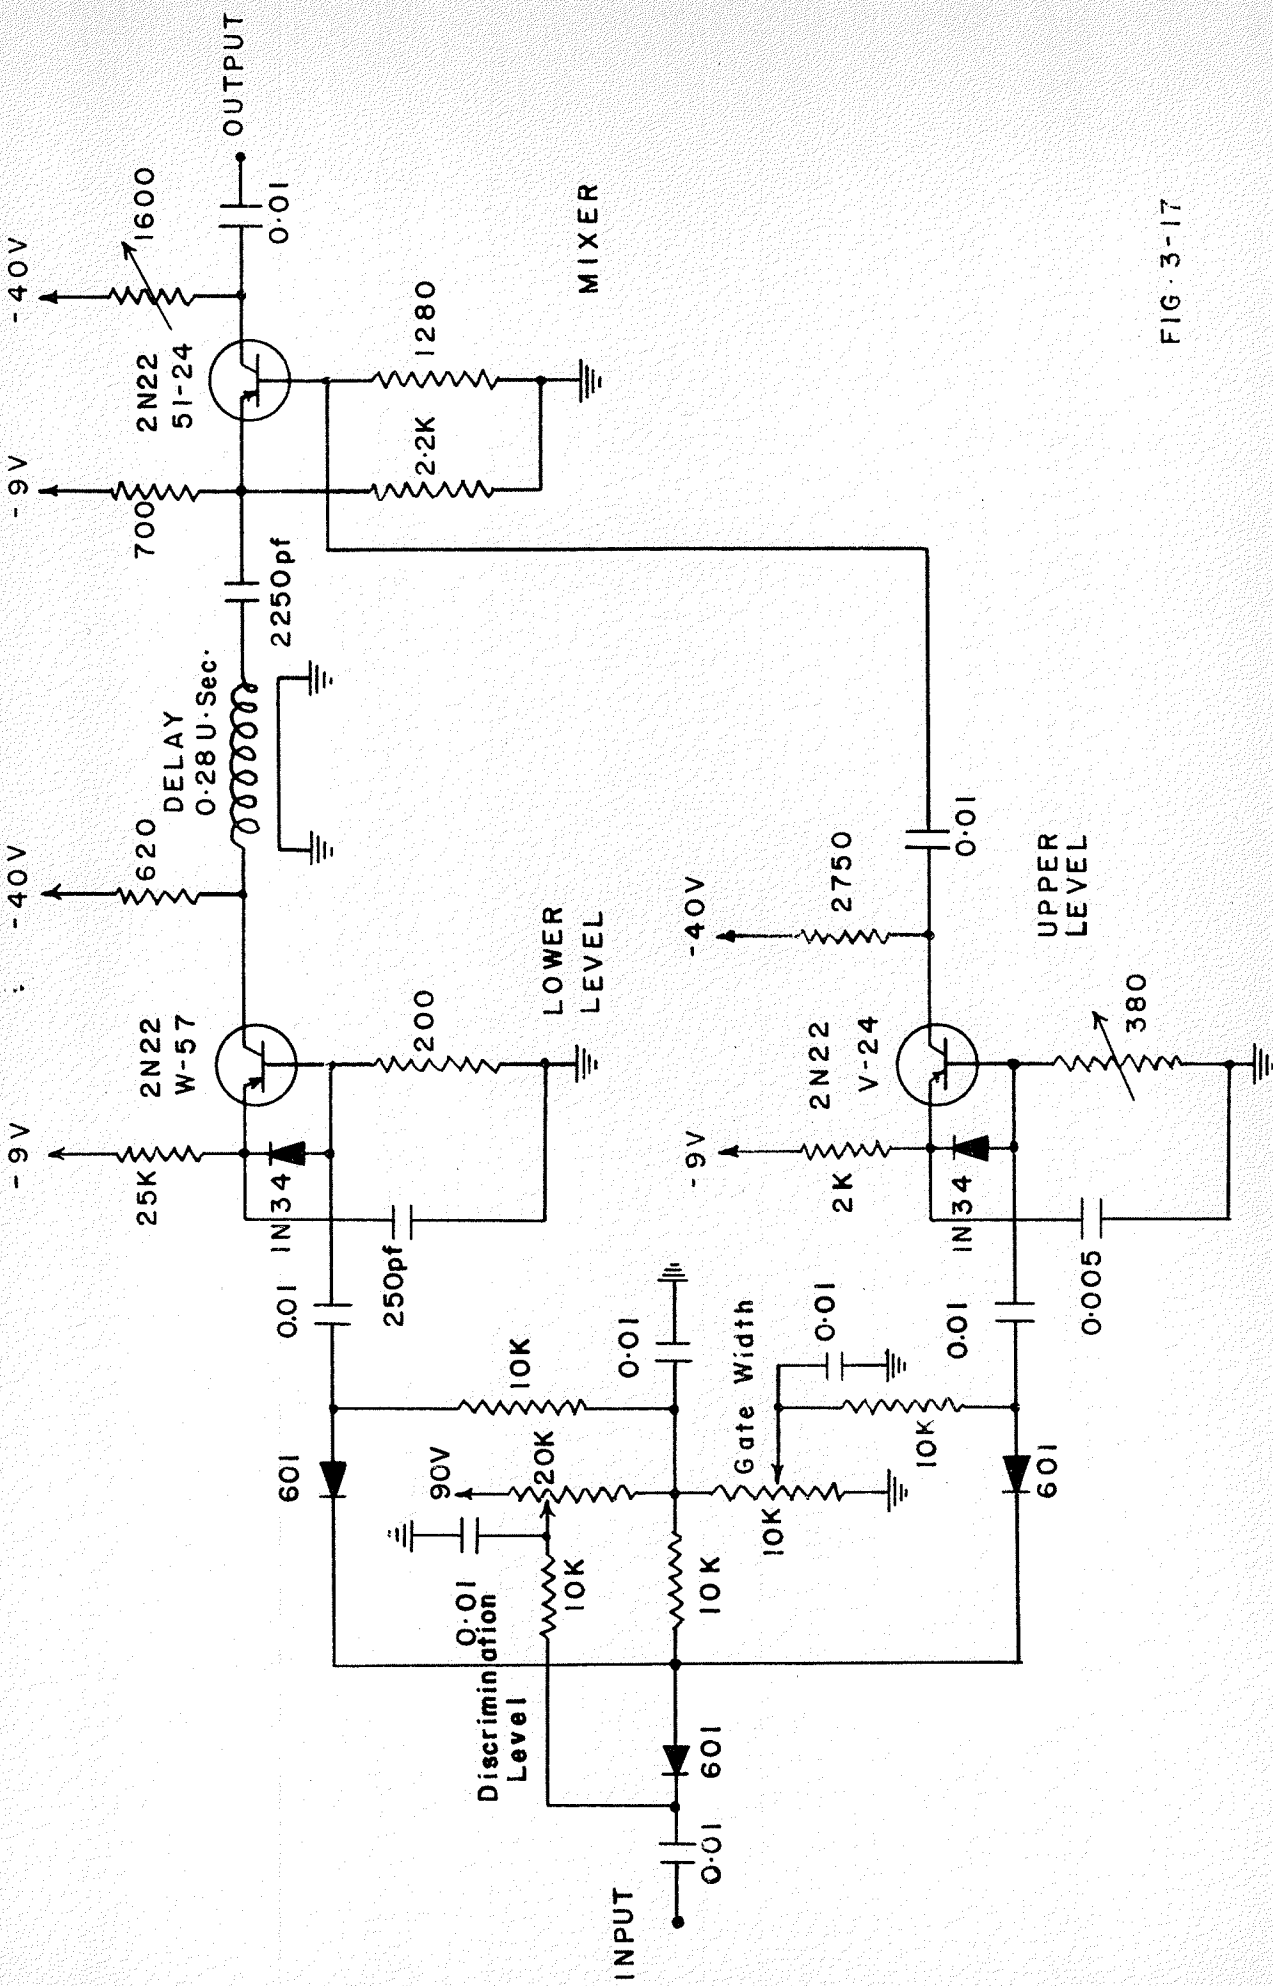 -9V
-40V
-9V
-40V
25K
2N22
W-57
620
DELAY
0·28 U·Sec·
700
2N22
51-24
1600
OUTPUT
0.01
1N34
2250pf
0·01
250pf
200
2·2K
1280
LOWER
LEVEL
MIXER
601
10K
90V
20K
0·01
Discrimination
Level
10K
0·01
INPUT
0·01
601
10K
10K
Gate Width
0·01
10K
601
0.01
-9V
-40V
2K
2N22
V-24
2750
1N34
0·01
0·005
380
UPPER
LEVEL
FIG·3-17